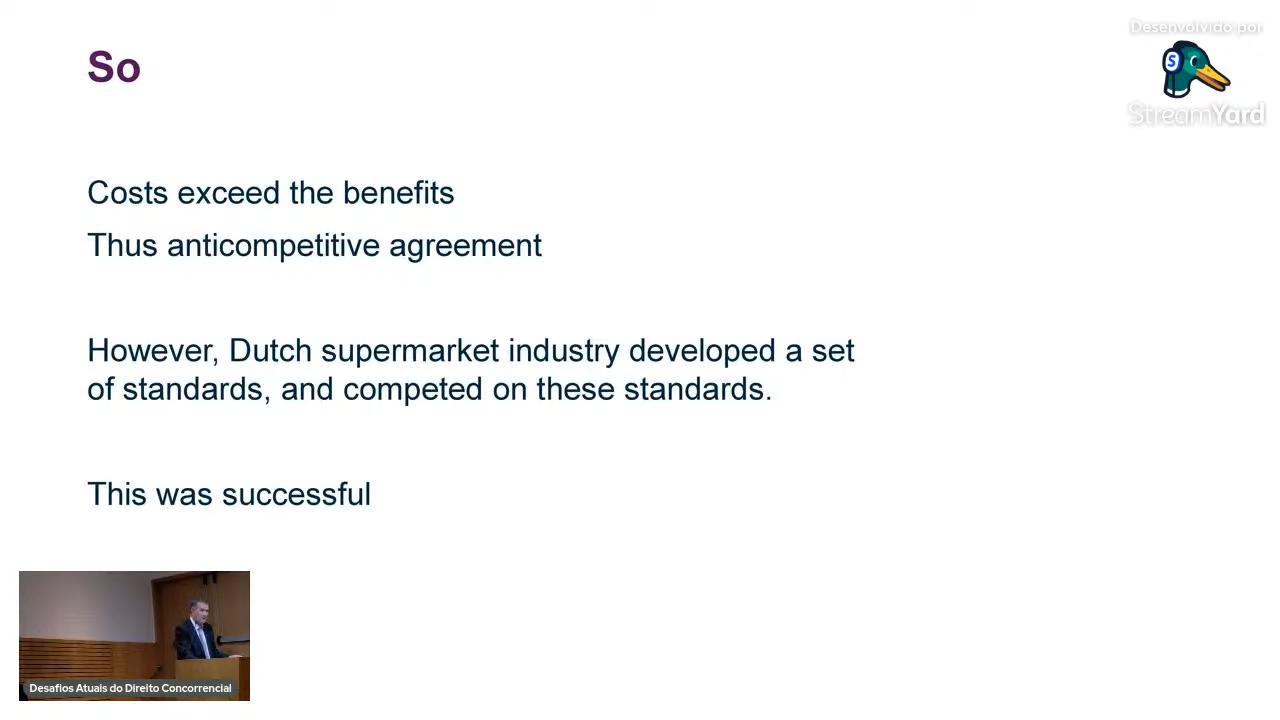 So
Desenvolvido por
S
StreamYard
Costs exceed the benefits
Thus anticompetitive agreement
However, Dutch supermarket industry developed a set
of standards, and competed on these standards.
This was successful
Desafios Atuais do Direito Concorrencial